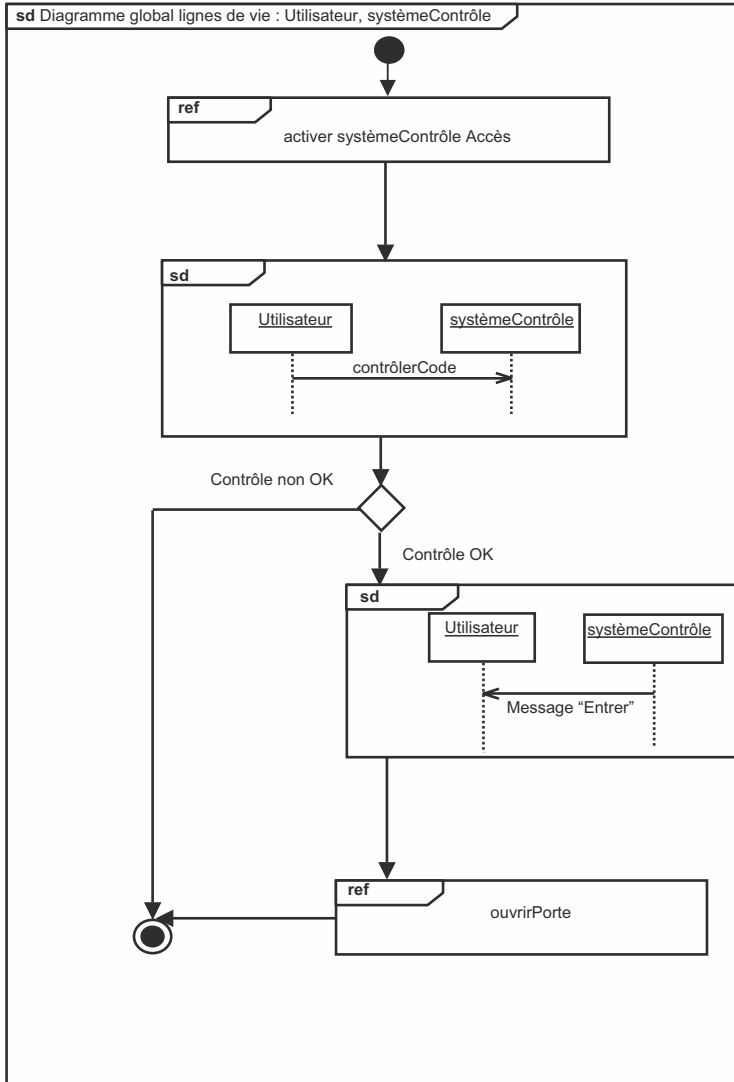 sd Diagramme global lignes de vie : Utilisateur, systèmeContrôle
ref
activer systèmeContrôle Accès
sd
Utilisateur
systèmeContrôle
contrôlerCode
Contrôle non OK
Contrôle OK
sd
Utilisateur
systèmeContrôle
Message “Entrer”
ref
ouvrirPorte